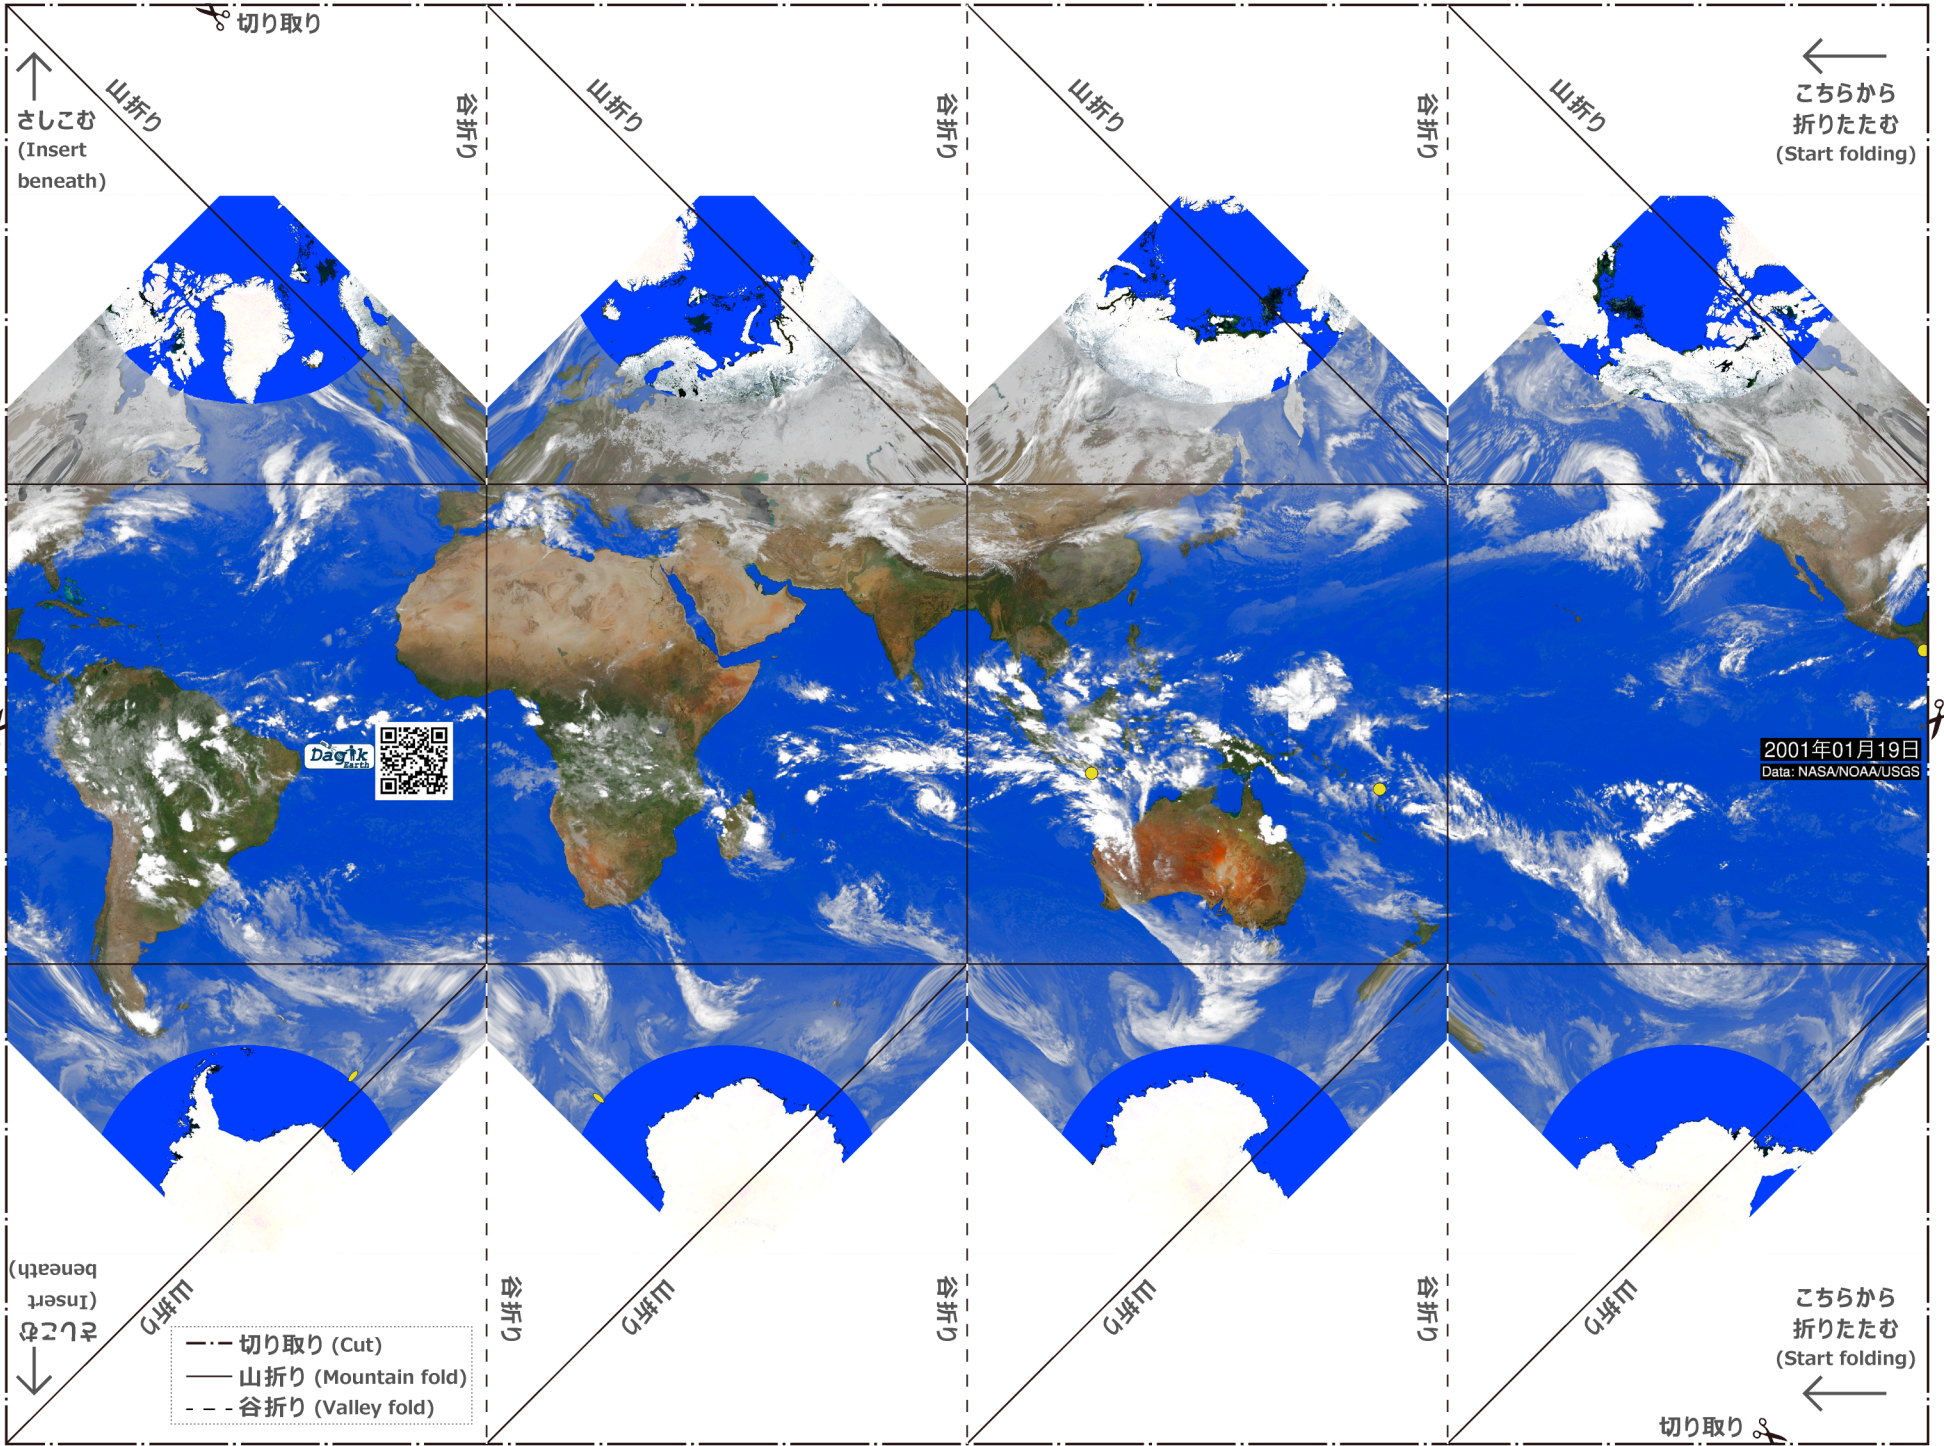 切り取り
さしこむ
(Insert
beneath)
山折り
谷折り
山折り
谷折り
山折り
谷折り
山折り
こちらから
折りたたむ
(Start folding)
Dagik
Earth
2001年01月19日
Data: NASA/NOAA/USGS
さしこむ
(Insert
beneath)
山折り
谷折り
山折り
谷折り
山折り
谷折り
山折り
こちらから
折りたたむ
(Start folding)
切り取り (Cut)
山折り (Mountain fold)
谷折り (Valley fold)
切り取り